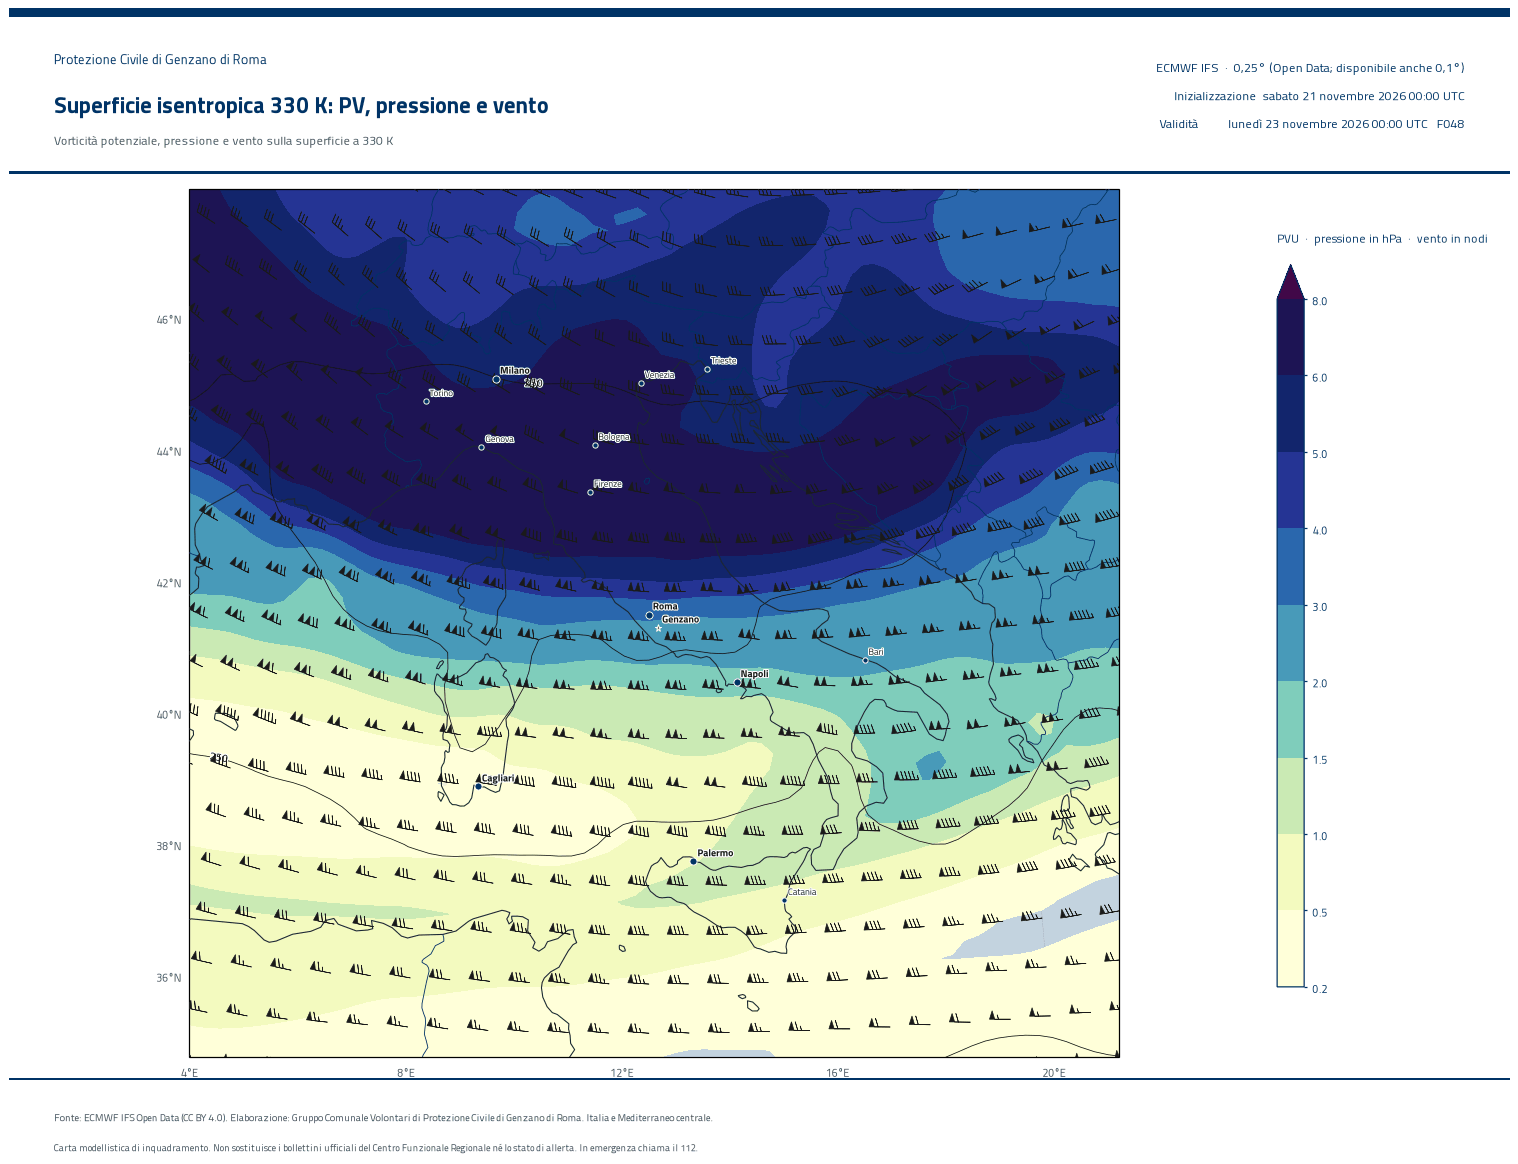 Protezione Civile di Genzano di Roma
Superficie isentropica 330 K: PV, pressione e vento
Vorticità potenziale, pressione e vento sulla superficie a 330 K
ECMWF IFS · 0,25° (Open Data; disponibile anche 0,1°)
Inizializzazione sabato 21 novembre 2026 00:00 UTC
Validità lunedì 23 novembre 2026 00:00 UTC F048
PVU · pressione in hPa · vento in nodi
8.0
6.0
5.0
4.0
3.0
2.0
1.5
1.0
0.5
0.2
46°N
44°N
42°N
40°N
38°N
36°N
4°E
8°E
12°E
16°E
20°E
Trieste
Milano
Venezia
Torino
Genova
Bologna
Firenze
Roma
Genzano
Bari
Napoli
250
Cagliari
Palermo
Catania
Fonte: ECMWF IFS Open Data (CC BY 4.0). Elaborazione: Gruppo Comunale Volontari di Protezione Civile di Genzano di Roma. Italia e Mediterraneo centrale.
Carta modellistica di inquadramento. Non sostituisce i bollettini ufficiali del Centro Funzionale Regionale né lo stato di allerta. In emergenza chiama il 112.